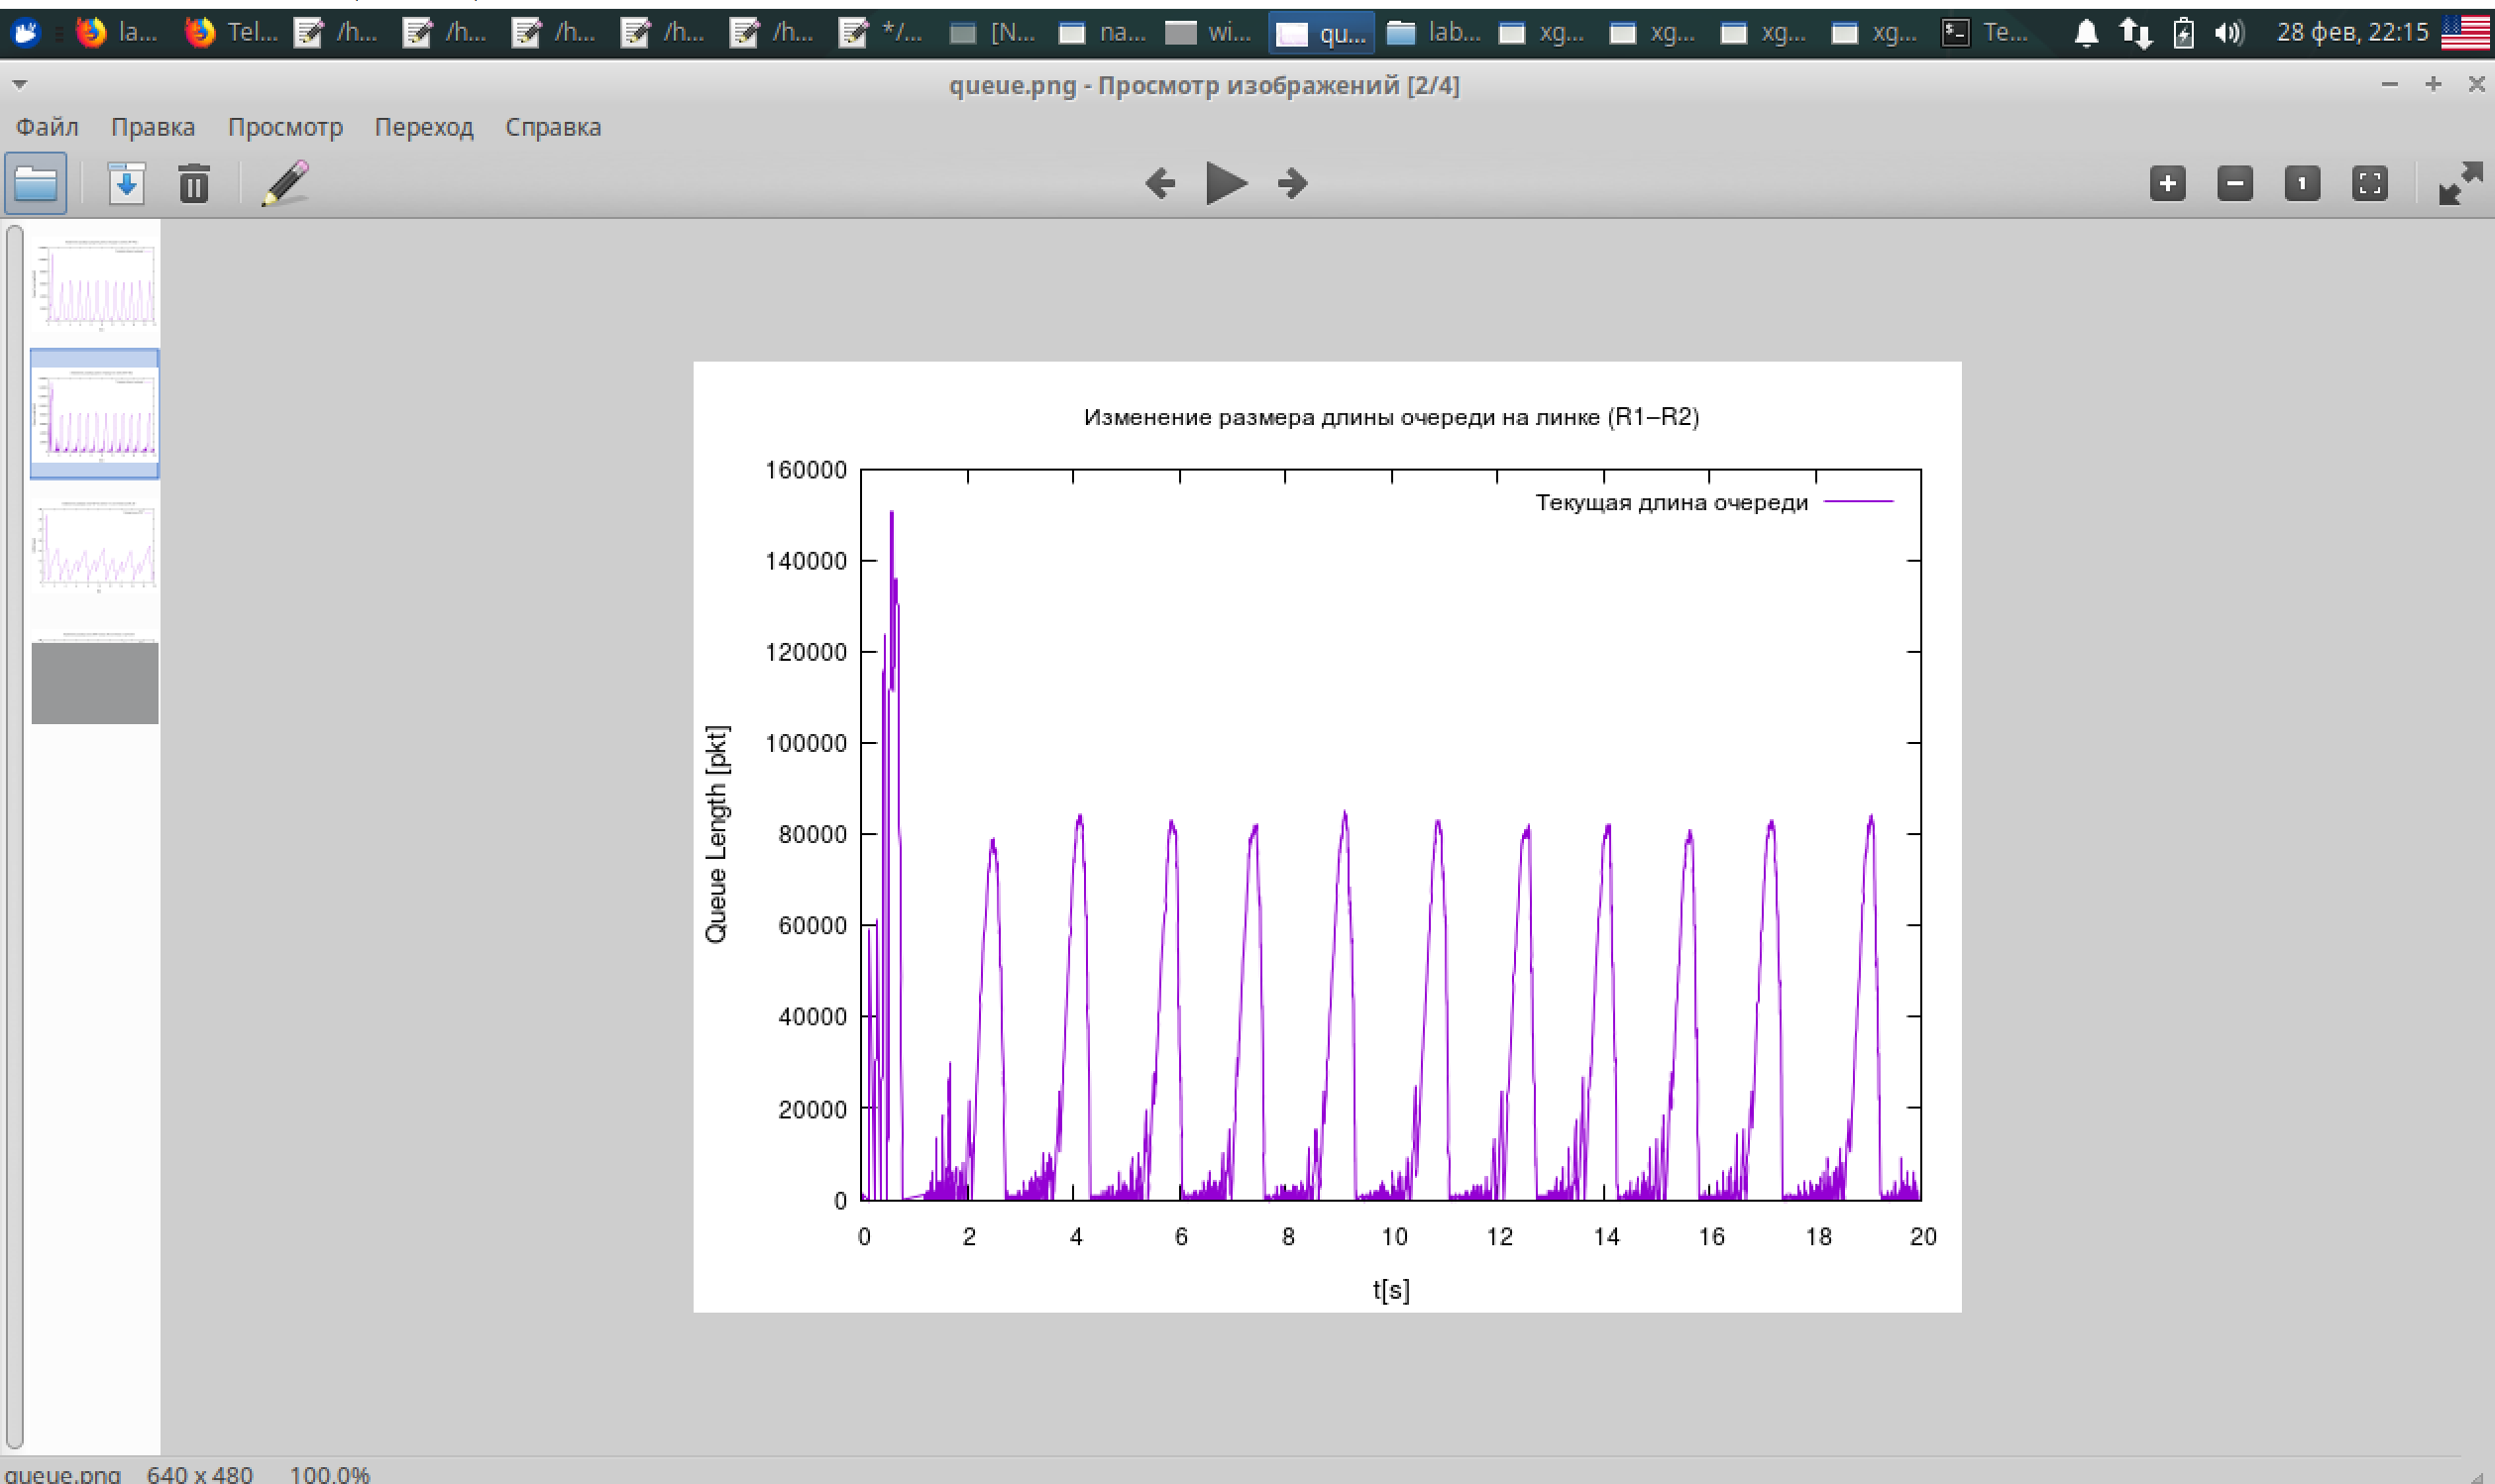 la... Tel... /h... /h... /h... /h... /h... */... [N... na... wi... qu... lab... xg... xg... xg... xg... Te... 28 фев, 22:15
queue.png - Просмотр изображений [2/4]
Файл Правка Просмотр Переход Справка
1
Изменение размера длины очереди на линке (R1–R2)
Текущая длина очереди
160000
140000
120000
100000
80000
60000
40000
20000
0
Queue Length [pkt]
0 2 4 6 8 10 12 14 16 18 20
t[s]
queue.png 640 x 480 100.0%